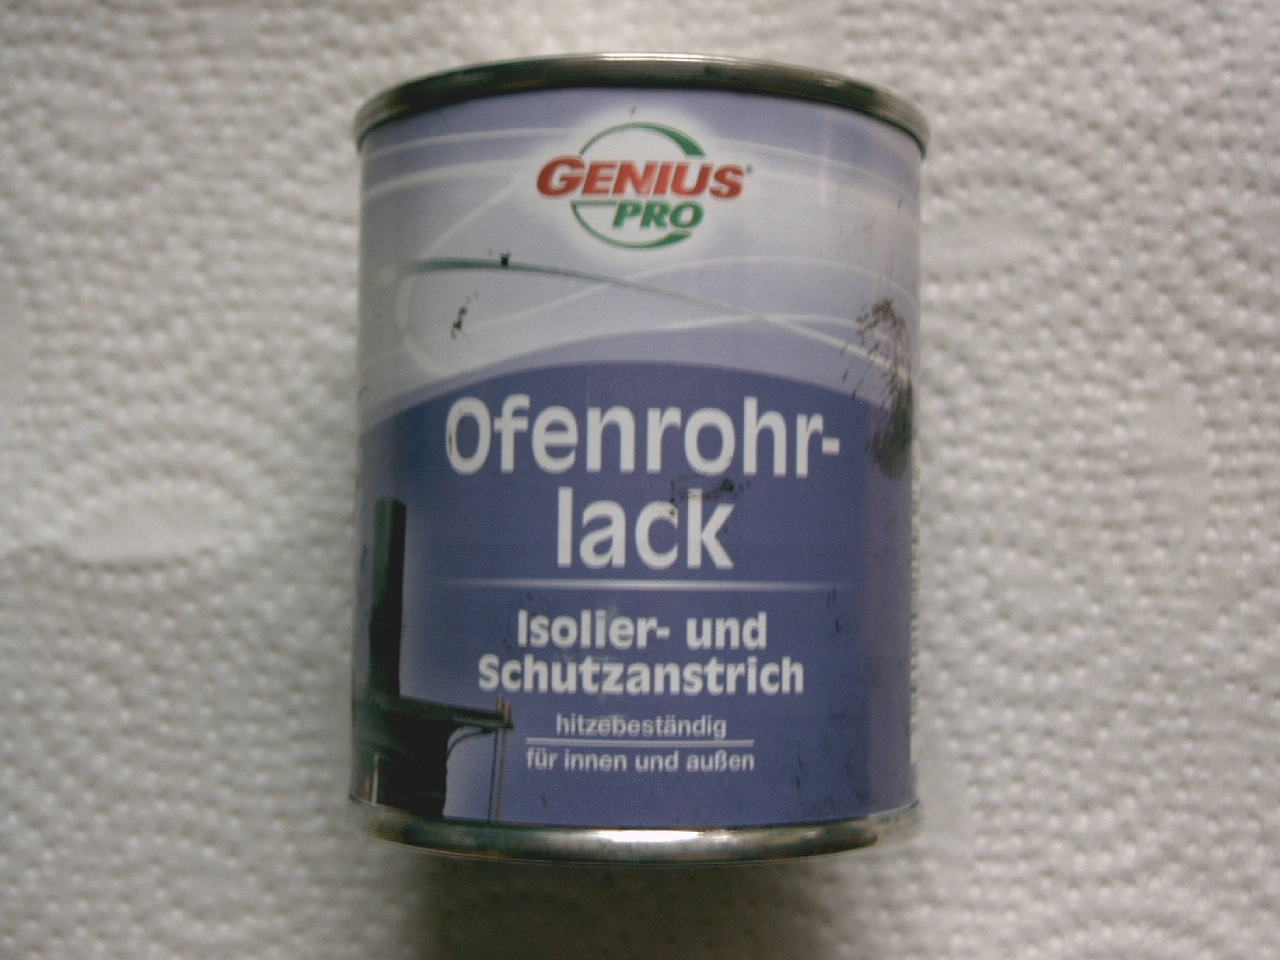 GENIUS®
PRO
Ofenrohr-
lack
Isolier- und
Schutzanstrich
hitzebeständig
für innen und außen